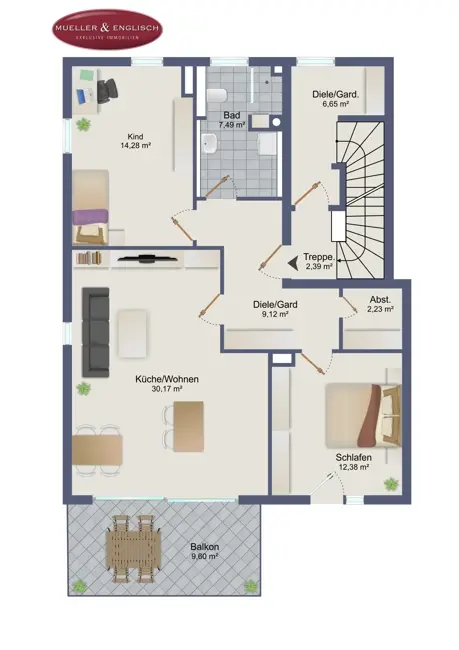 MUELLER & ENGLISCH
EXKLUSIVE IMMOBILIEN
Diele/Gard.
6,65 m²
Bad
7,49 m²
Kind
14,28 m²
Treppe.
2,39 m²
Diele/Gard
9,12 m²
Abst.
2,23 m²
Küche/Wohnen
30,17 m²
Schlafen
12,38 m²
Balkon
9,60 m²